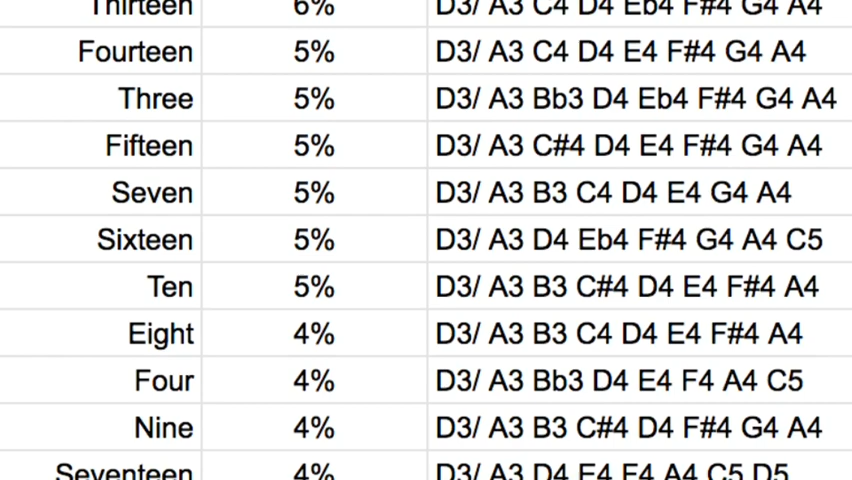 Thirteen 6% D3/ A3 C4 D4 Eb4 F#4 G4 A4
Fourteen 5% D3/ A3 C4 D4 E4 F#4 G4 A4
Three 5% D3/ A3 Bb3 D4 Eb4 F#4 G4 A4
Fifteen 5% D3/ A3 C#4 D4 E4 F#4 G4 A4
Seven 5% D3/ A3 B3 C4 D4 E4 G4 A4
Sixteen 5% D3/ A3 D4 Eb4 F#4 G4 A4 C5
Ten 5% D3/ A3 B3 C#4 D4 E4 F#4 A4
Eight 4% D3/ A3 B3 C4 D4 E4 F#4 A4
Four 4% D3/ A3 Bb3 D4 E4 F4 A4 C5
Nine 4% D3/ A3 B3 C#4 D4 F#4 G4 A4
Seventeen 4% D3/ A3 D4 E4 F4 A4 C5 D5